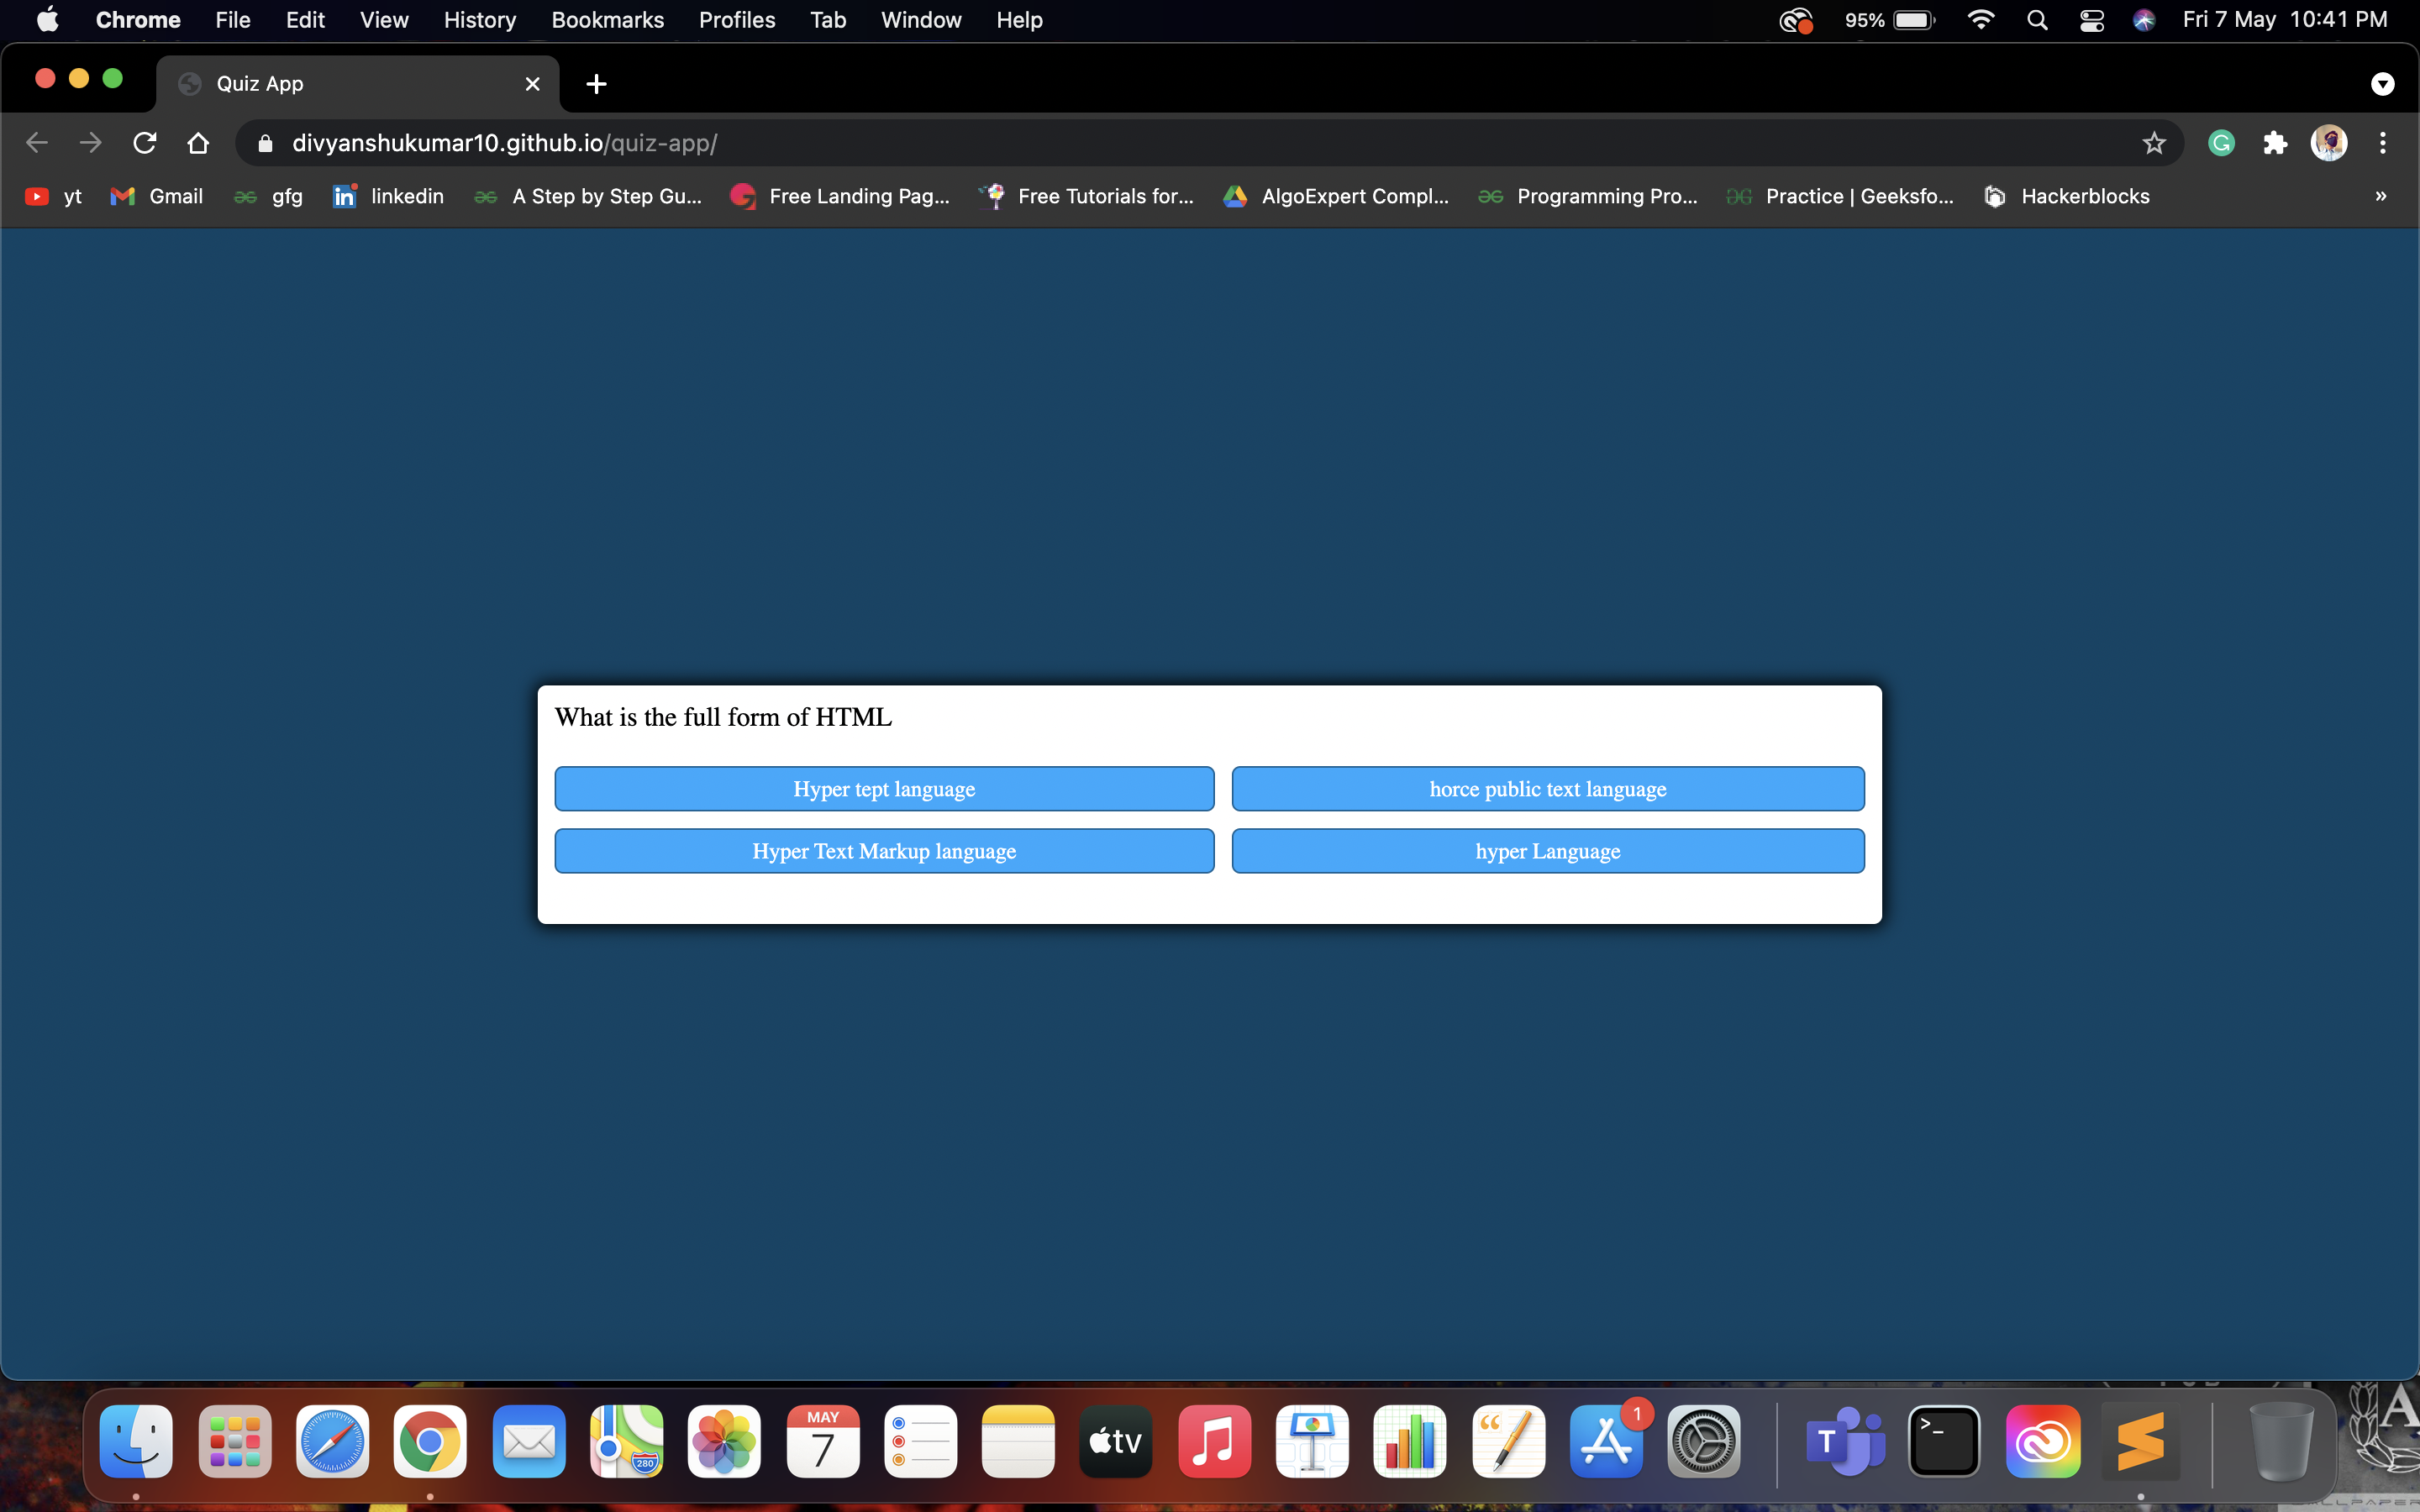 Chrome File Edit View History Bookmarks Profiles Tab Window Help 95% Fri 7 May 10:41 PM
Quiz App
divyanshukumar10.github.io/quiz-app/
yt Gmail gfg linkedin A Step by Step Gu... Free Landing Pag... Free Tutorials for... AlgoExpert Compl... Programming Pro... Practice | Geeksfo... Hackerblocks »
What is the full form of HTML
Hyper tept language horce public text language
Hyper Text Markup language hyper Language
MAY
7
280
tv
1
T
>_
A